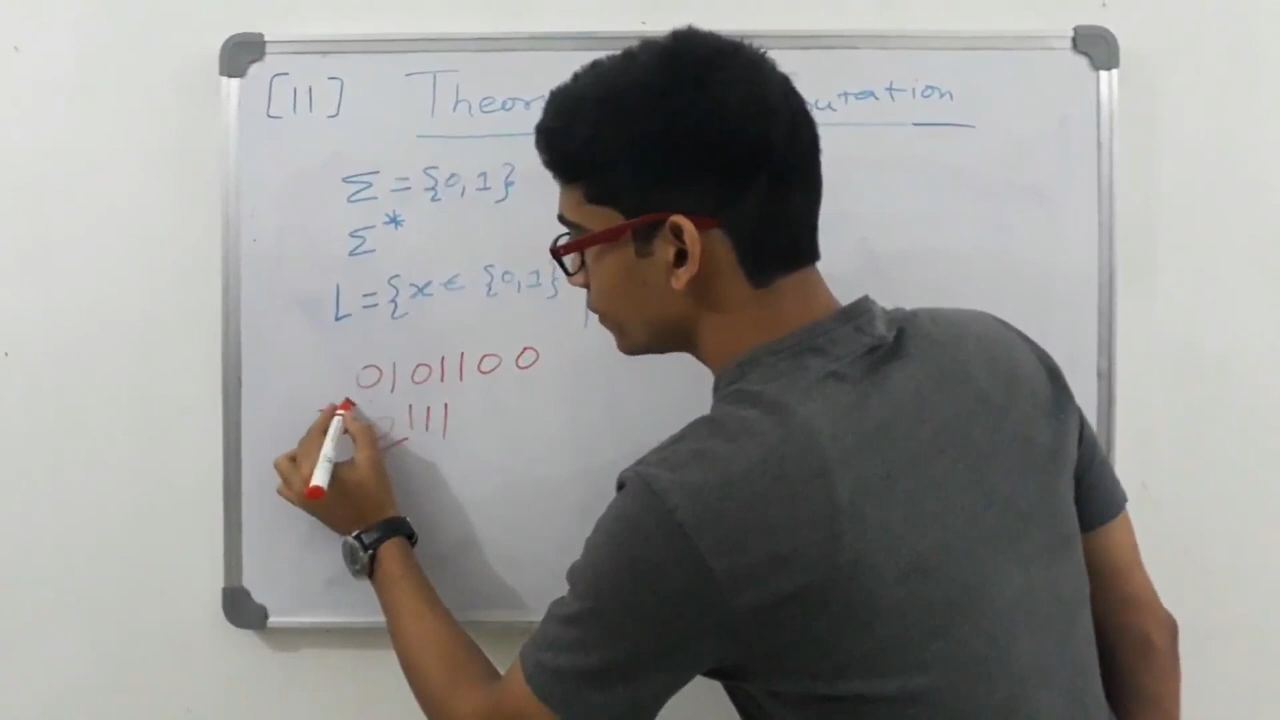 [11] Theor utation
Σ = {0,1}
Σ*
L = {x ∈ {0,1}
0101100
111